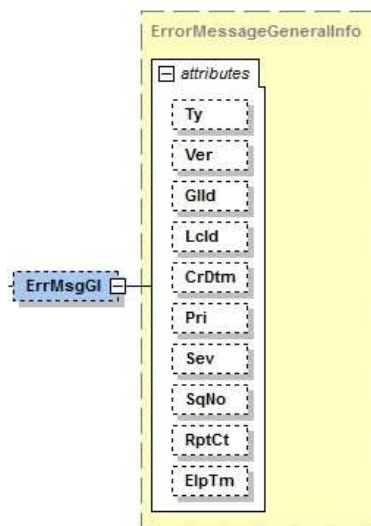 ErrorMessageGeneralInfo
attributes
Ty
Ver
GlId
LcId
CrDtm
Pri
Sev
SqNo
RptCt
ElpTm
ErrMsgGI